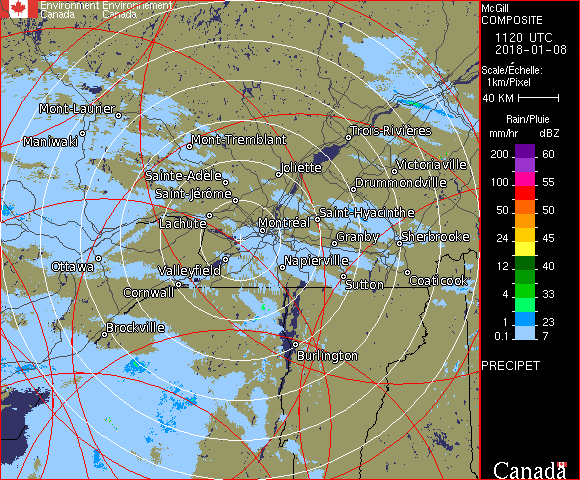 Environment Environnement
Canada Canada
McGill
COMPOSITE
1120 UTC
2018-01-08
Scale/Échelle:
1km/Pixel
40 KM
Rain/Pluie
mm/hr dBZ
200 60
55
100 55
50 50
24 45
12 40
4 33
1 23
0.1 7
PRECIPET
Canada
Mont-Laurier
Maniwaki
Mont-Tremblant
Trois-Rivières
Sainte-Adèle
Joliette
Victoriaville
Saint-Jérôme
Drummondville
Lachute
Montréal
Saint-Hyacinthe
Granby
Sherbrooke
Ottawa
Valleyfield
Napierville
Cornwall
Sutton
Coaticook
Brockville
Burlington